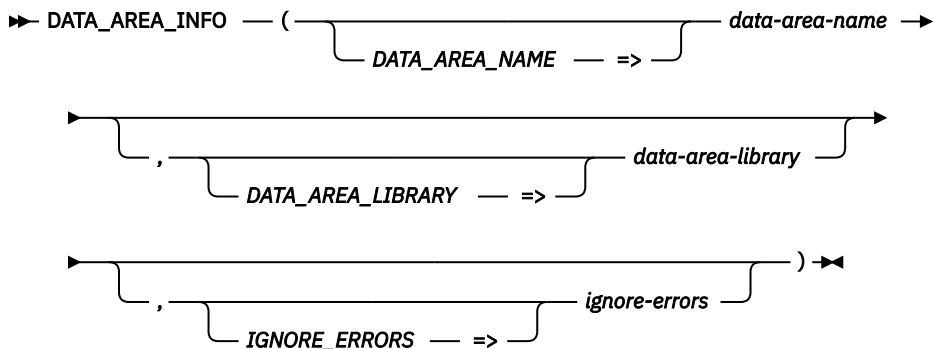 DATA_AREA_INFO ( data-area-name
DATA_AREA_NAME =>
, data-area-library
DATA_AREA_LIBRARY =>
)
, ignore-errors
IGNORE_ERRORS =>